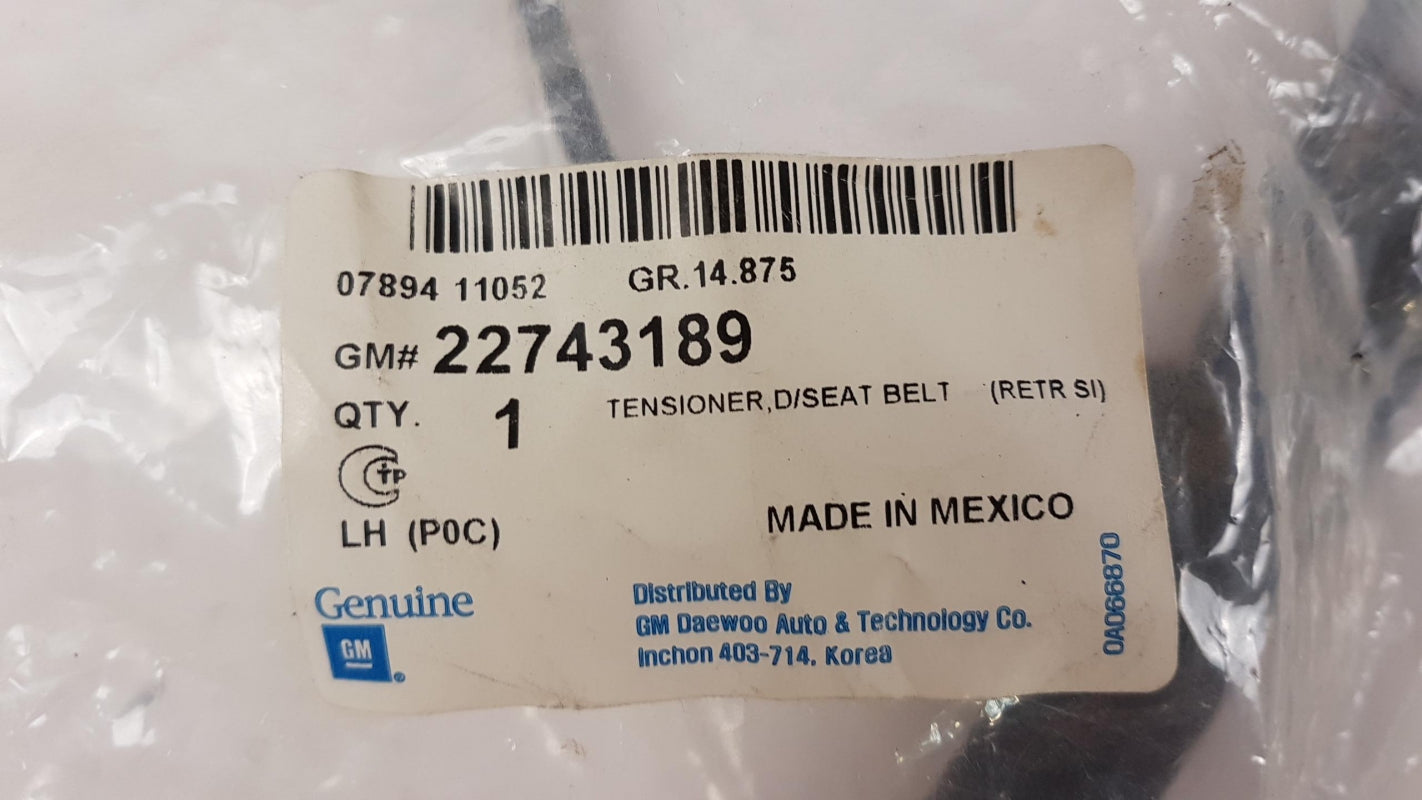 07894 11052 GR.14.875
GM# 22743189
QTY. 1 TENSIONER,D/SEAT BELT (RETR SI)
LH (P0C)
MADE IN MEXICO
Genuine
GM
Distributed By
GM Daewoo Auto & Technology Co.
Inchon 403-714, Korea
0A066870